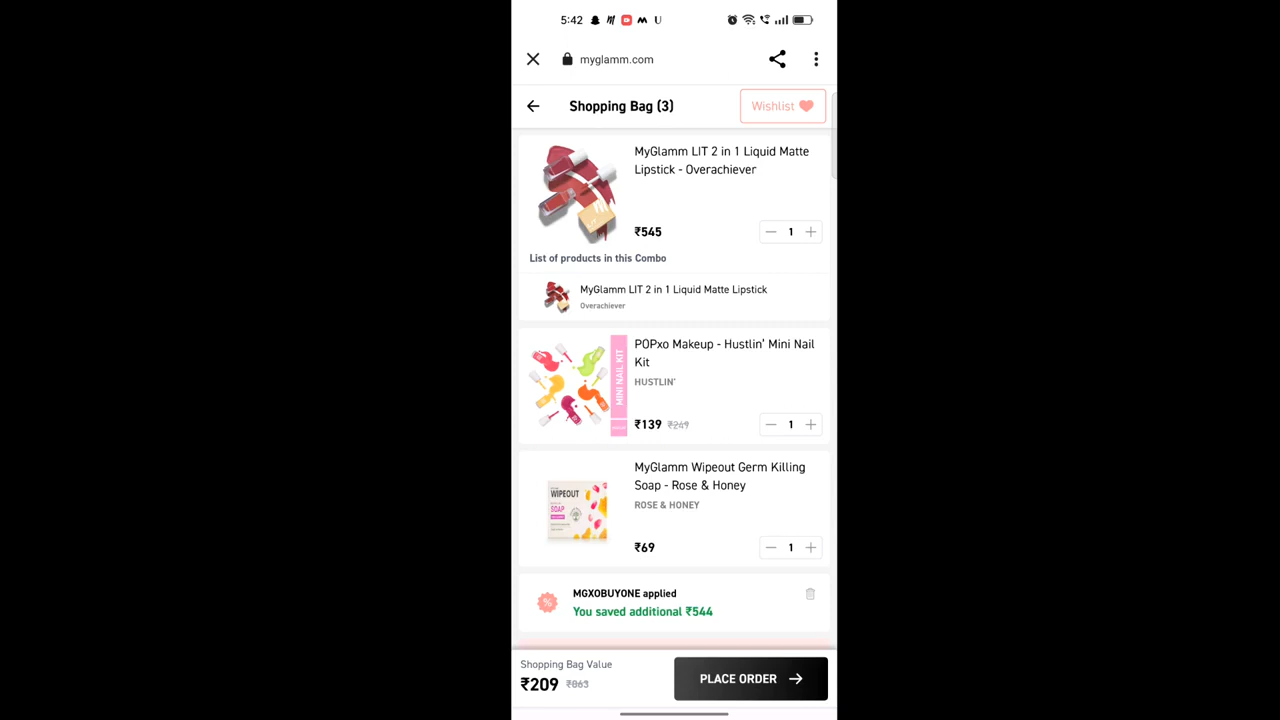 5:42
myglamm.com
Shopping Bag (3)
Wishlist
MyGlamm LIT 2 in 1 Liquid Matte
Lipstick - Overachiever
₹545
1
List of products in this Combo
MyGlamm LIT 2 in 1 Liquid Matte Lipstick
Overachiever
MINI NAIL KIT
POPxo Makeup - Hustlin' Mini Nail
Kit
HUSTLIN'
₹139 ₹249
1
WIPEOUT
SOAP
MyGlamm Wipeout Germ Killing
Soap - Rose & Honey
ROSE & HONEY
₹69
1
%
MGXOBUYONE applied
You saved additional ₹544
Shopping Bag Value
₹209 ₹863
PLACE ORDER